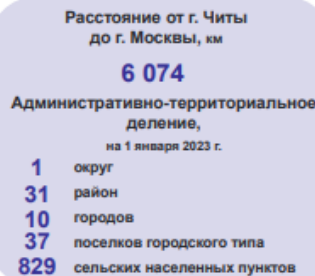 Расстояние от г. Читы
до г. Москвы, км
6 074
Административно-территориальное
деление,
на 1 января 2023 г.
1 округ
31 район
10 городов
37 поселков городского типа
829 сельских населенных пунктов